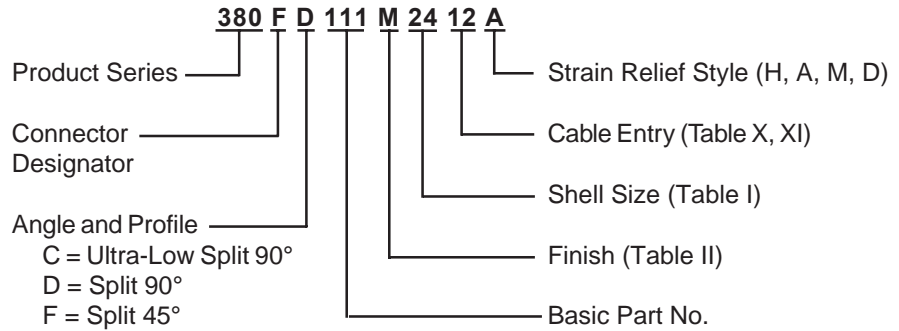 380 F D 111 M 24 12 A
Product Series
Connector
Designator
Angle and Profile
C = Ultra-Low Split 90°
D = Split 90°
F = Split 45°
Strain Relief Style (H, A, M, D)
Cable Entry (Table X, XI)
Shell Size (Table I)
Finish (Table II)
Basic Part No.